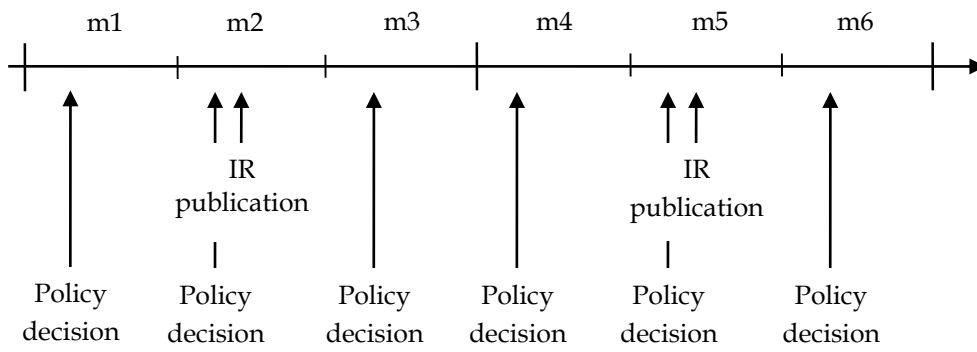 m1 m2 m3 m4 m5 m6
IR IR
publication publication
Policy Policy Policy Policy Policy Policy
decision decision decision decision decision decision